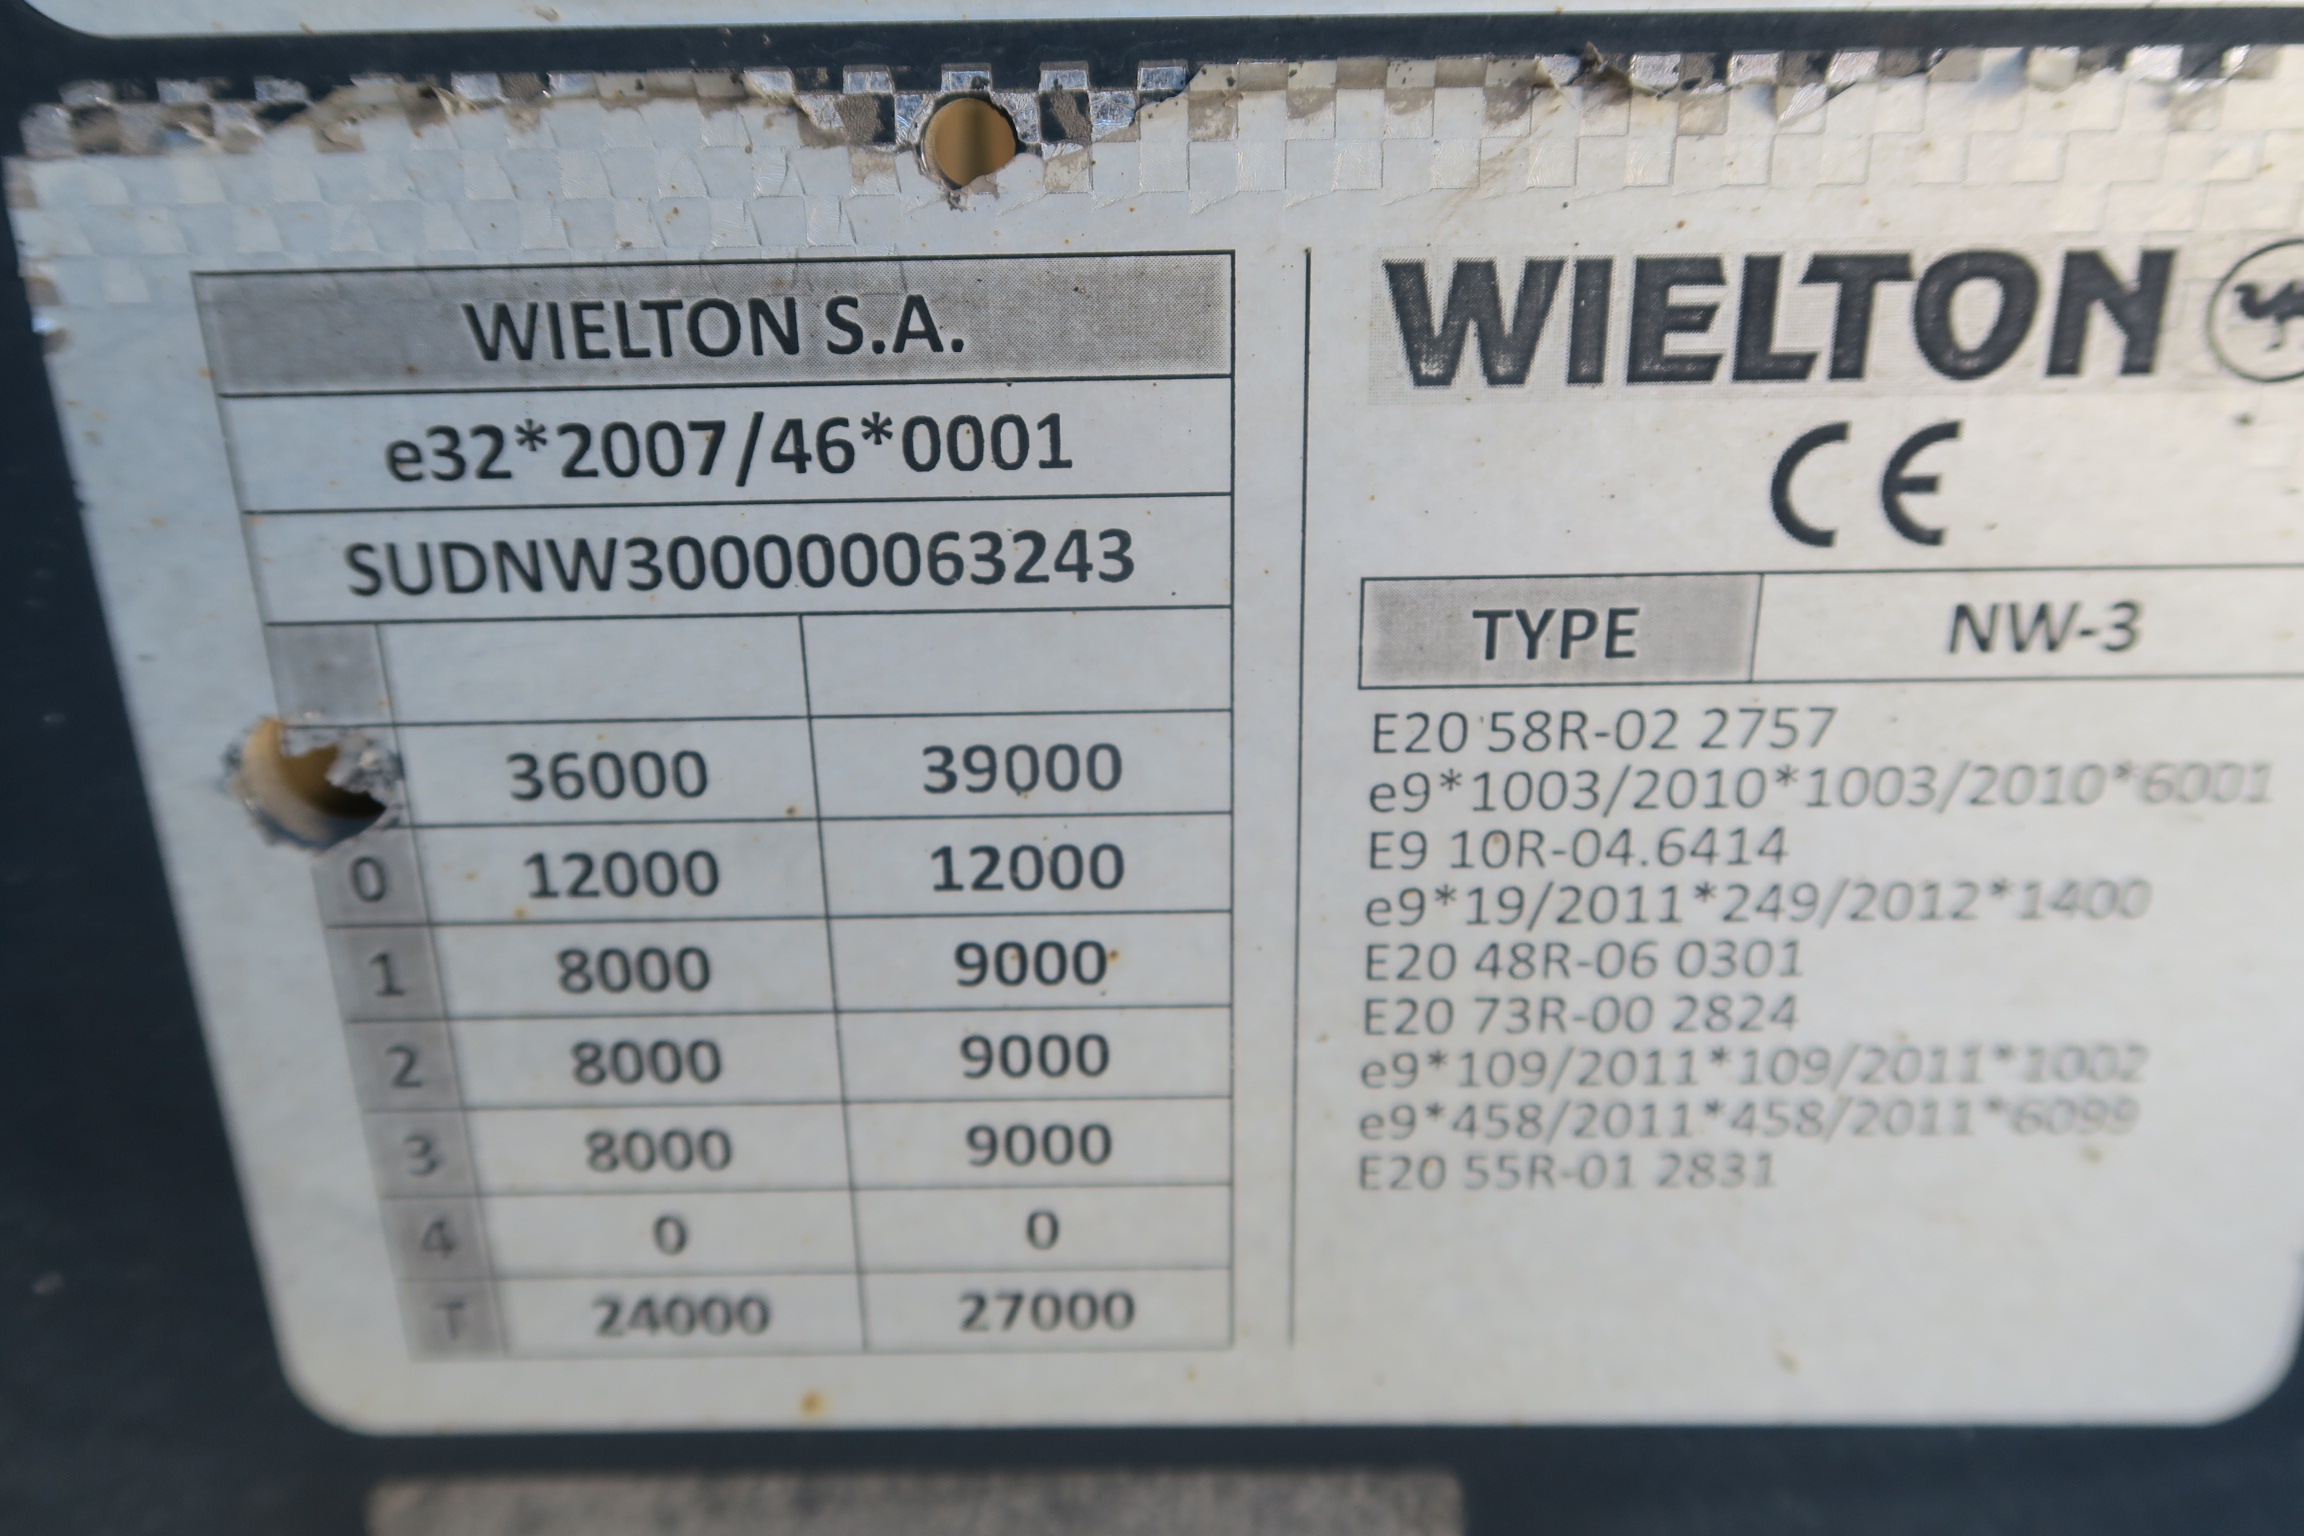 WIELTON S.A.
e32*2007/46*0001
SUDNW300000063243
36000 39000
0 12000 12000
1 8000 9000
2 8000 9000
3 8000 9000
4 0 0
T 24000 27000
WIELTON
CE
TYPE NW-3
E20 58R-02 2757
e9*1003/2010*1003/2010*6001
E9 10R-04.6414
e9*19/2011*249/2012*1400
E20 48R-06 0301
E20 73R-00 2824
e9*109/2011*109/2011*1002
e9*458/2011*458/2011*6099
E20 55R-01 2831